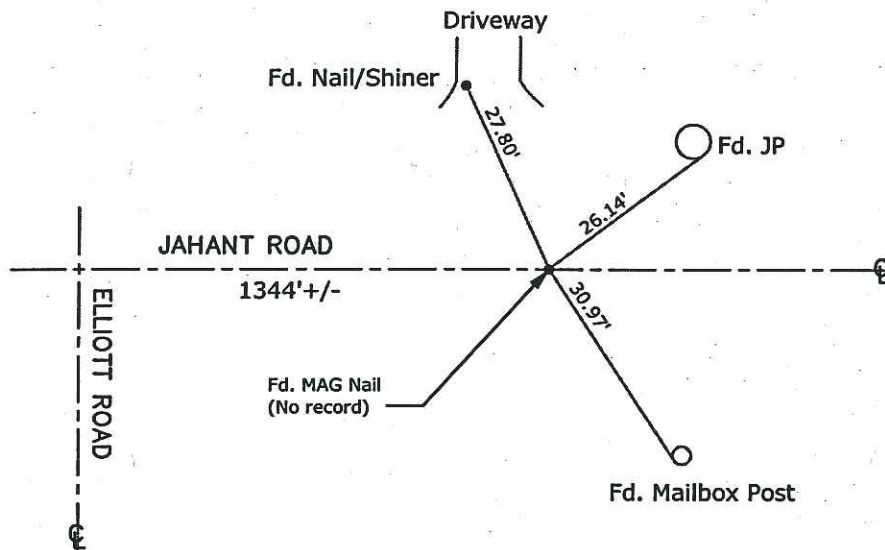 Driveway
Fd. Nail/Shiner
27.80'
Fd. JP
26.14'
JAHANT ROAD
1344'+/-
℄
ELLIOTT ROAD
30.97'
Fd. MAG Nail
(No record)
Fd. Mailbox Post
℄